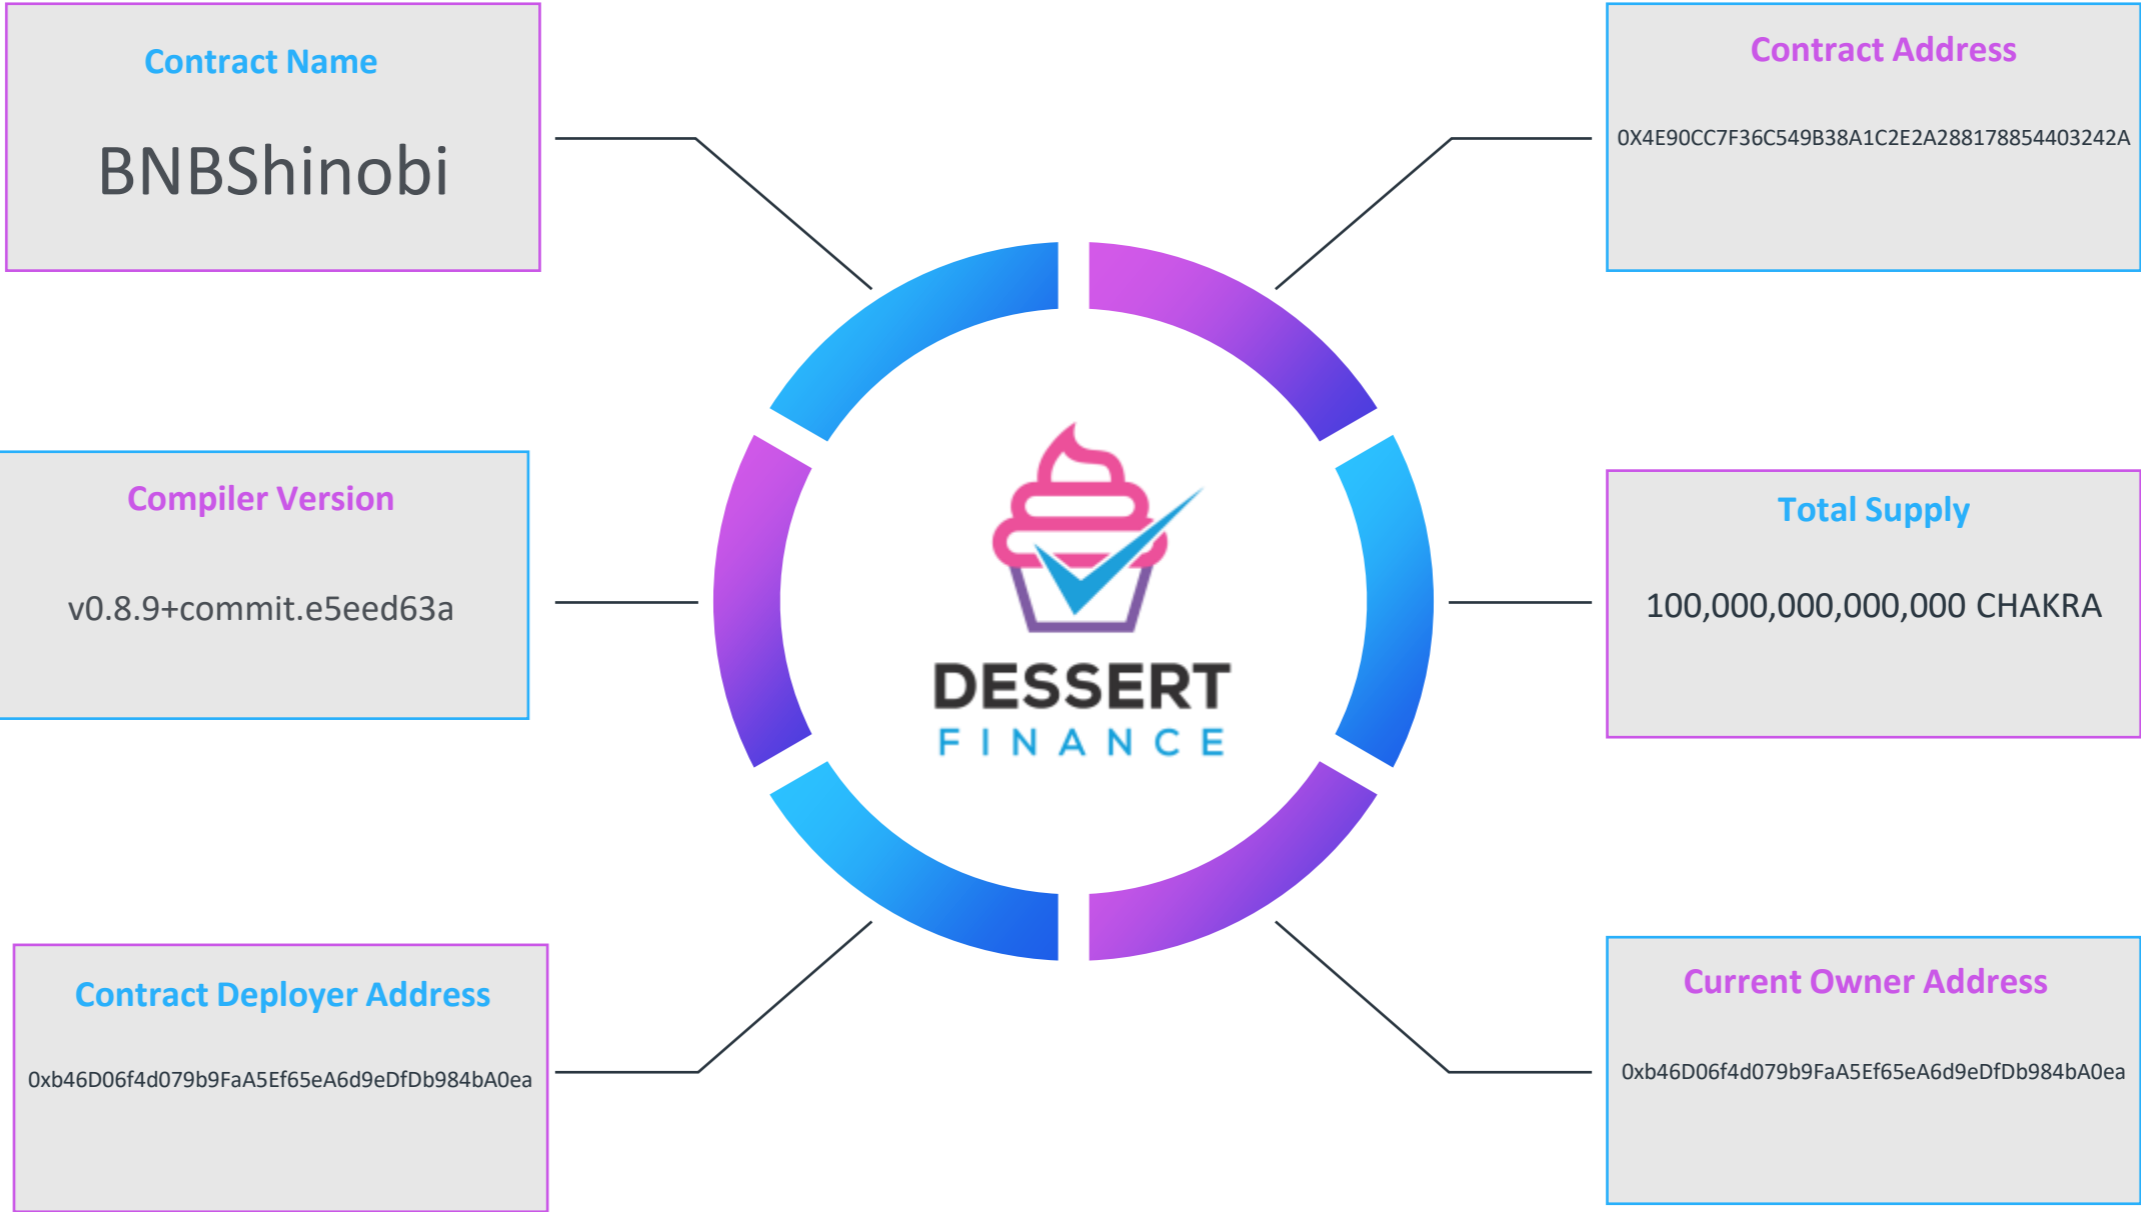 Contract Name
BNBShinobi
Contract Address
0X4E90CC7F36C549B38A1C2E2A288178854403242A
Compiler Version
v0.8.9+commit.e5eed63a
DESSERT
FINANCE
Total Supply
100,000,000,000,000 CHAKRA
Contract Deployer Address
0xb46D06f4d079b9FaA5Ef65eA6d9eDfDb984bA0ea
Current Owner Address
0xb46D06f4d079b9FaA5Ef65eA6d9eDfDb984bA0ea